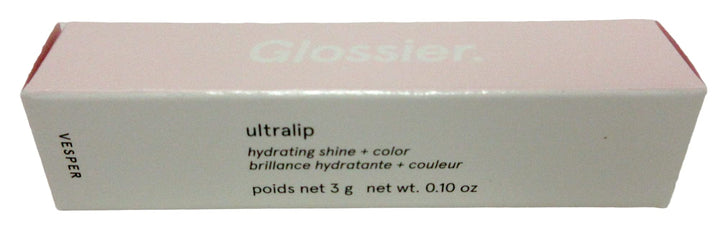 Glossier.
VESPER
ultralip
hydrating shine + color
brillance hydratante + couleur
poids net 3 g net wt. 0.10 oz